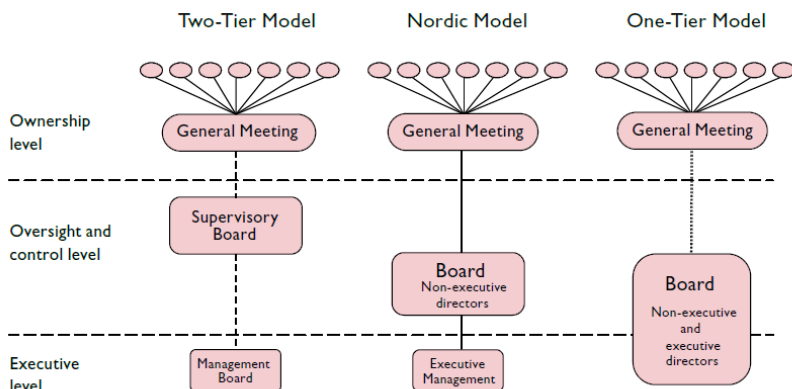 Two-Tier Model
Nordic Model
One-Tier Model
Ownership
level
General Meeting
General Meeting
General Meeting
Oversight and
control level
Supervisory
Board
Board
Non-executive
directors
Board
Non-executive
and
executive
directors
Executive
level
Management
Board
Executive
Management